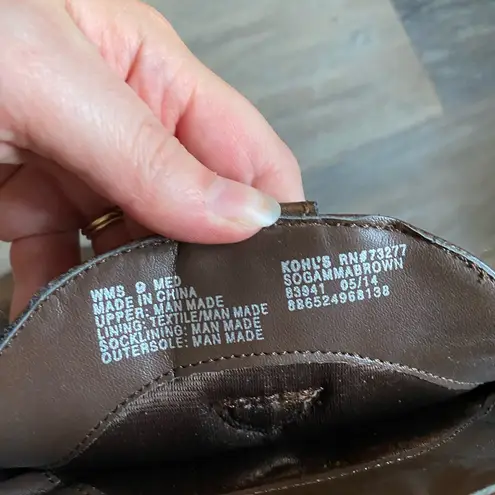 WMS 9 MED
MADE IN CHINA
UPPER: MAN MADE
LINING: TEXTILE/MAN MADE
SOCKLINING: MAN MADE
OUTERSOLE: MAN MADE
KOHL'S RN#73277
SOGAMMABROWN
83941 05/14
886524968138